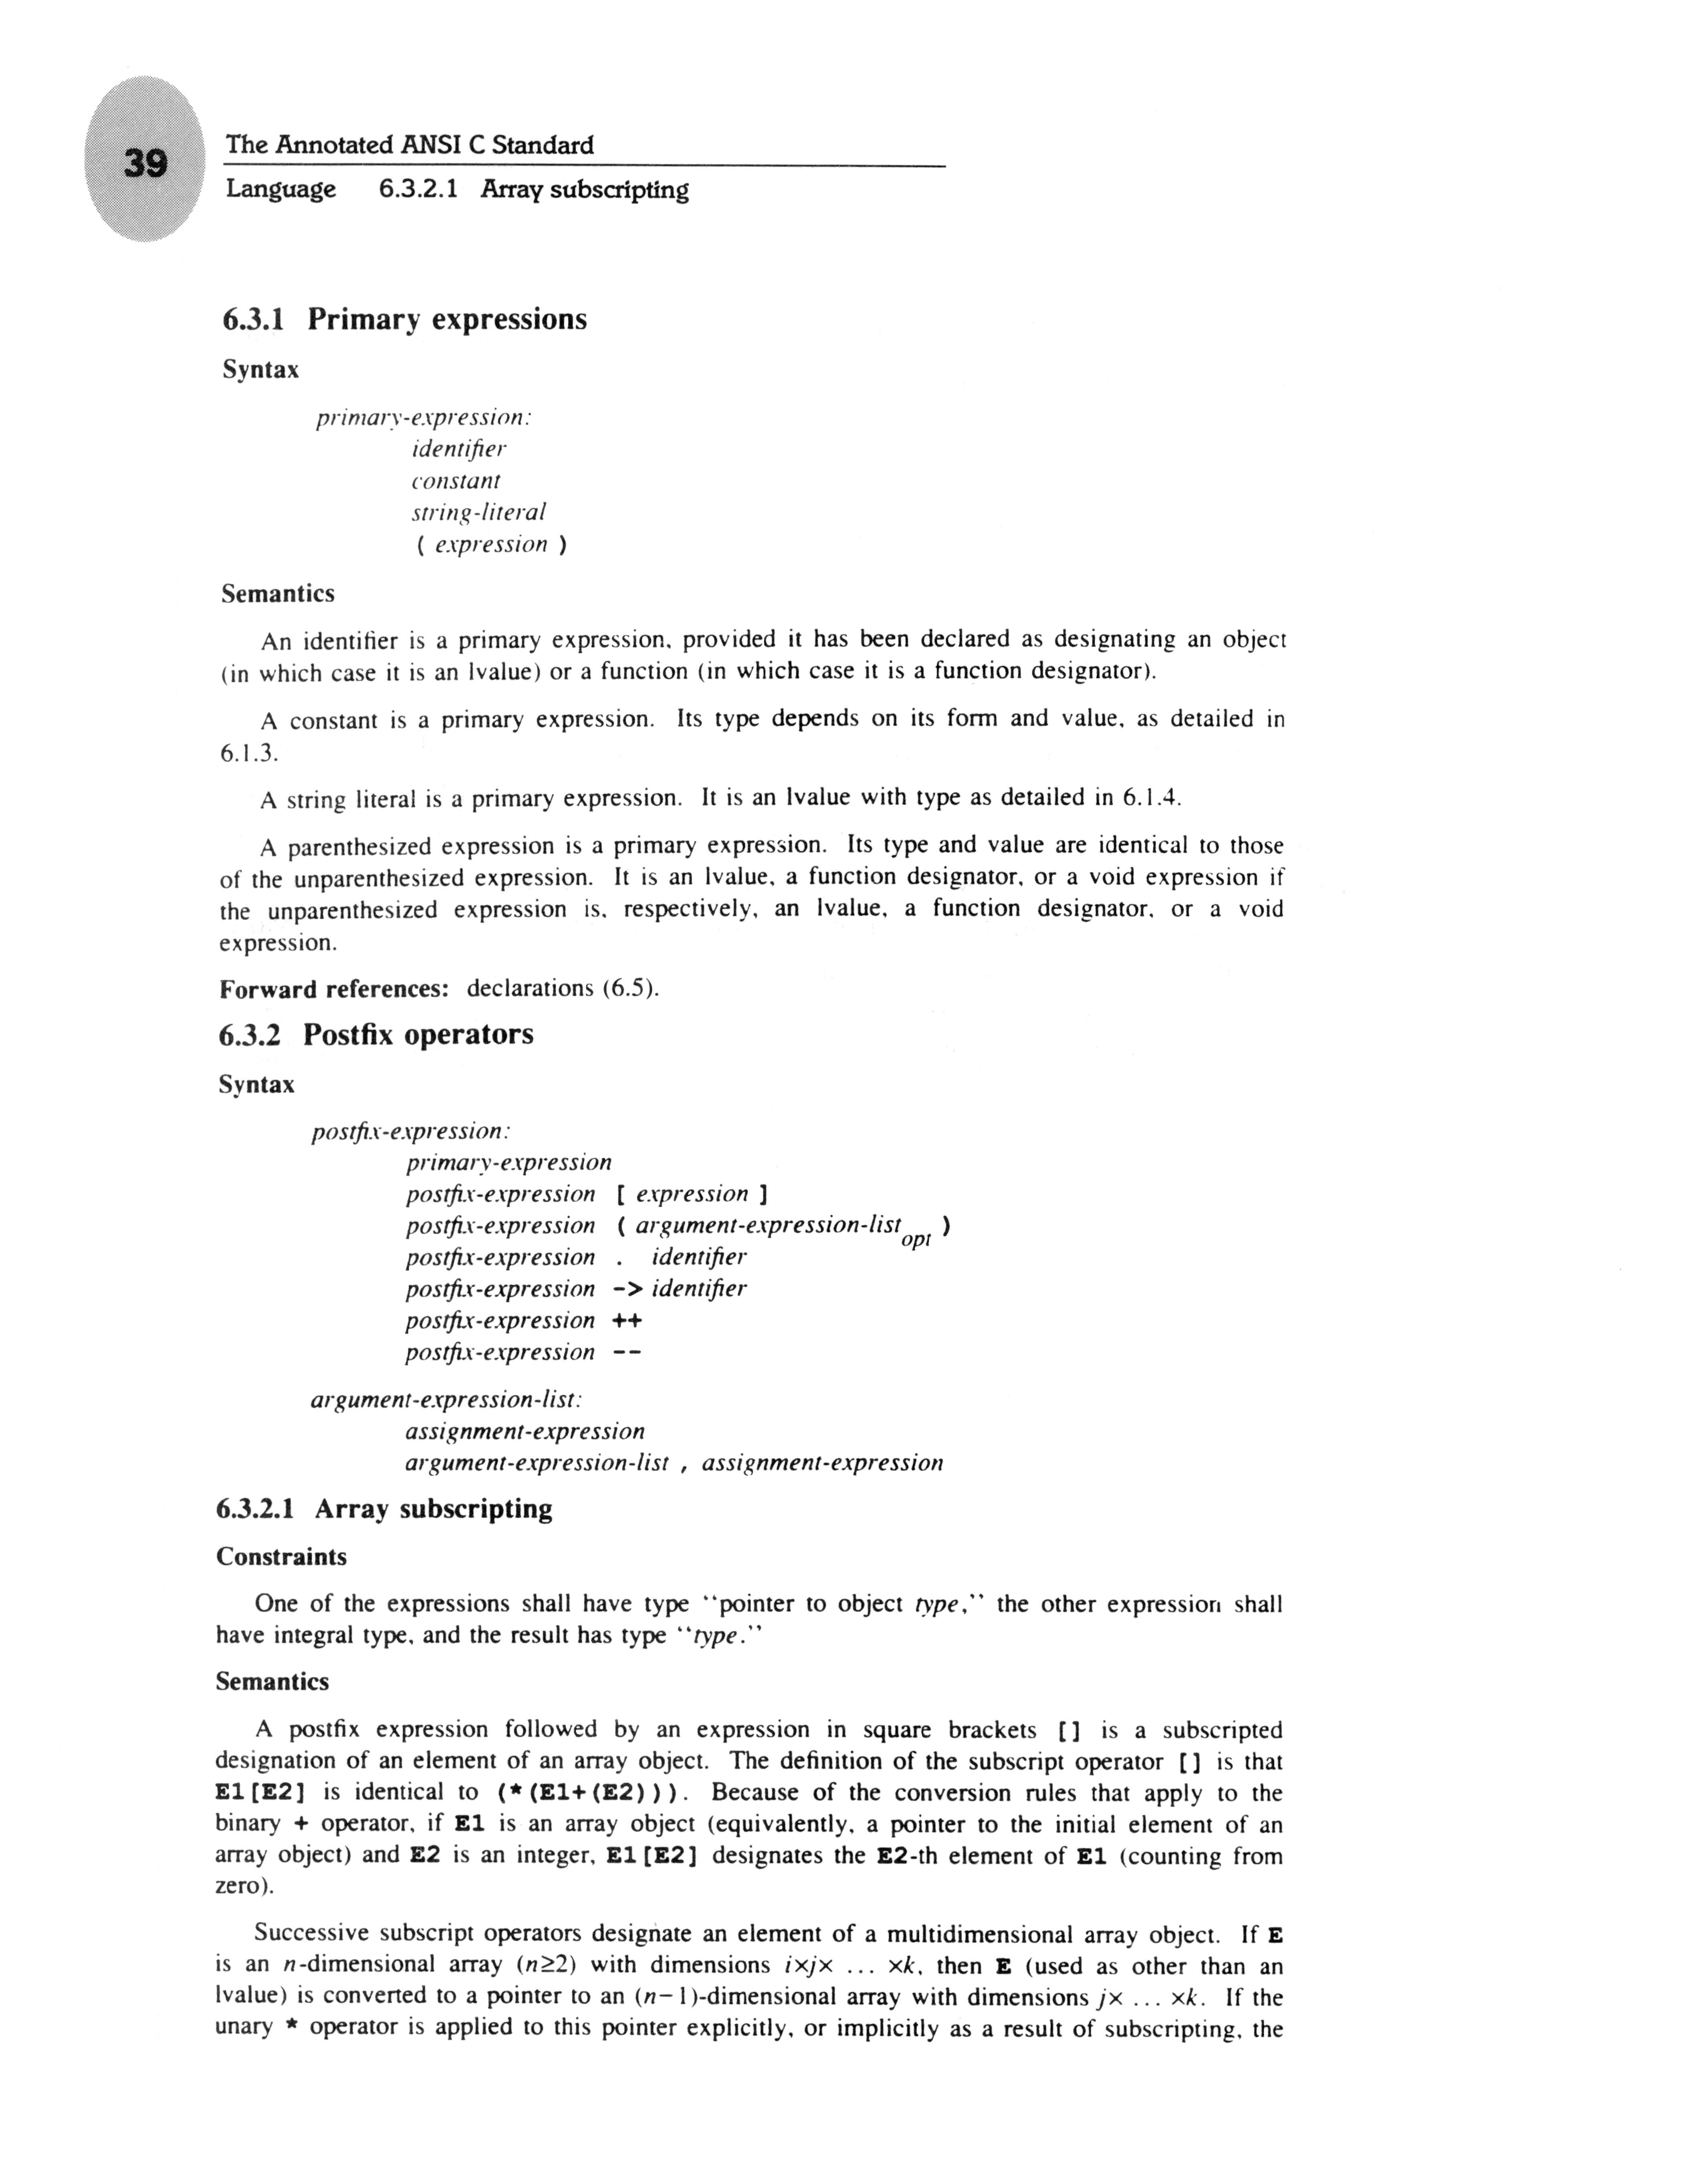 39
The Annotated ANSI C Standard
Language 6.3.2.1 Array subscripting
6.3.1 Primary expressions
Syntax
primary-expression:
identifier
constant
string-literal
( expression )
Semantics
An identifier is a primary expression, provided it has been declared as designating an object
(in which case it is an lvalue) or a function (in which case it is a function designator).
A constant is a primary expression. Its type depends on its form and value, as detailed in
6.1.3.
A string literal is a primary expression. It is an lvalue with type as detailed in 6.1.4.
A parenthesized expression is a primary expression. Its type and value are identical to those
of the unparenthesized expression. It is an lvalue, a function designator, or a void expression if
the unparenthesized expression is, respectively, an lvalue, a function designator, or a void
expression.
Forward references: declarations (6.5).
6.3.2 Postfix operators
Syntax
postfix-expression:
primary-expression
postfix-expression [ expression ]
postfix-expression ( argument-expression-list opt )
postfix-expression . identifier
postfix-expression -> identifier
postfix-expression ++
postfix-expression --
argument-expression-list:
assignment-expression
argument-expression-list , assignment-expression
6.3.2.1 Array subscripting
Constraints
One of the expressions shall have type ‘‘pointer to object type,’’ the other expression shall
have integral type, and the result has type ‘‘type.’’
Semantics
A postfix expression followed by an expression in square brackets [] is a subscripted
designation of an element of an array object. The definition of the subscript operator [] is that
E1[E2] is identical to (*(E1+(E2))). Because of the conversion rules that apply to the
binary + operator, if E1 is an array object (equivalently, a pointer to the initial element of an
array object) and E2 is an integer, E1[E2] designates the E2-th element of E1 (counting from
zero).
Successive subscript operators designate an element of a multidimensional array object. If E
is an n-dimensional array (n≥2) with dimensions i×j× ... ×k, then E (used as other than an
lvalue) is converted to a pointer to an (n−1)-dimensional array with dimensions j× ... ×k. If the
unary * operator is applied to this pointer explicitly, or implicitly as a result of subscripting, the